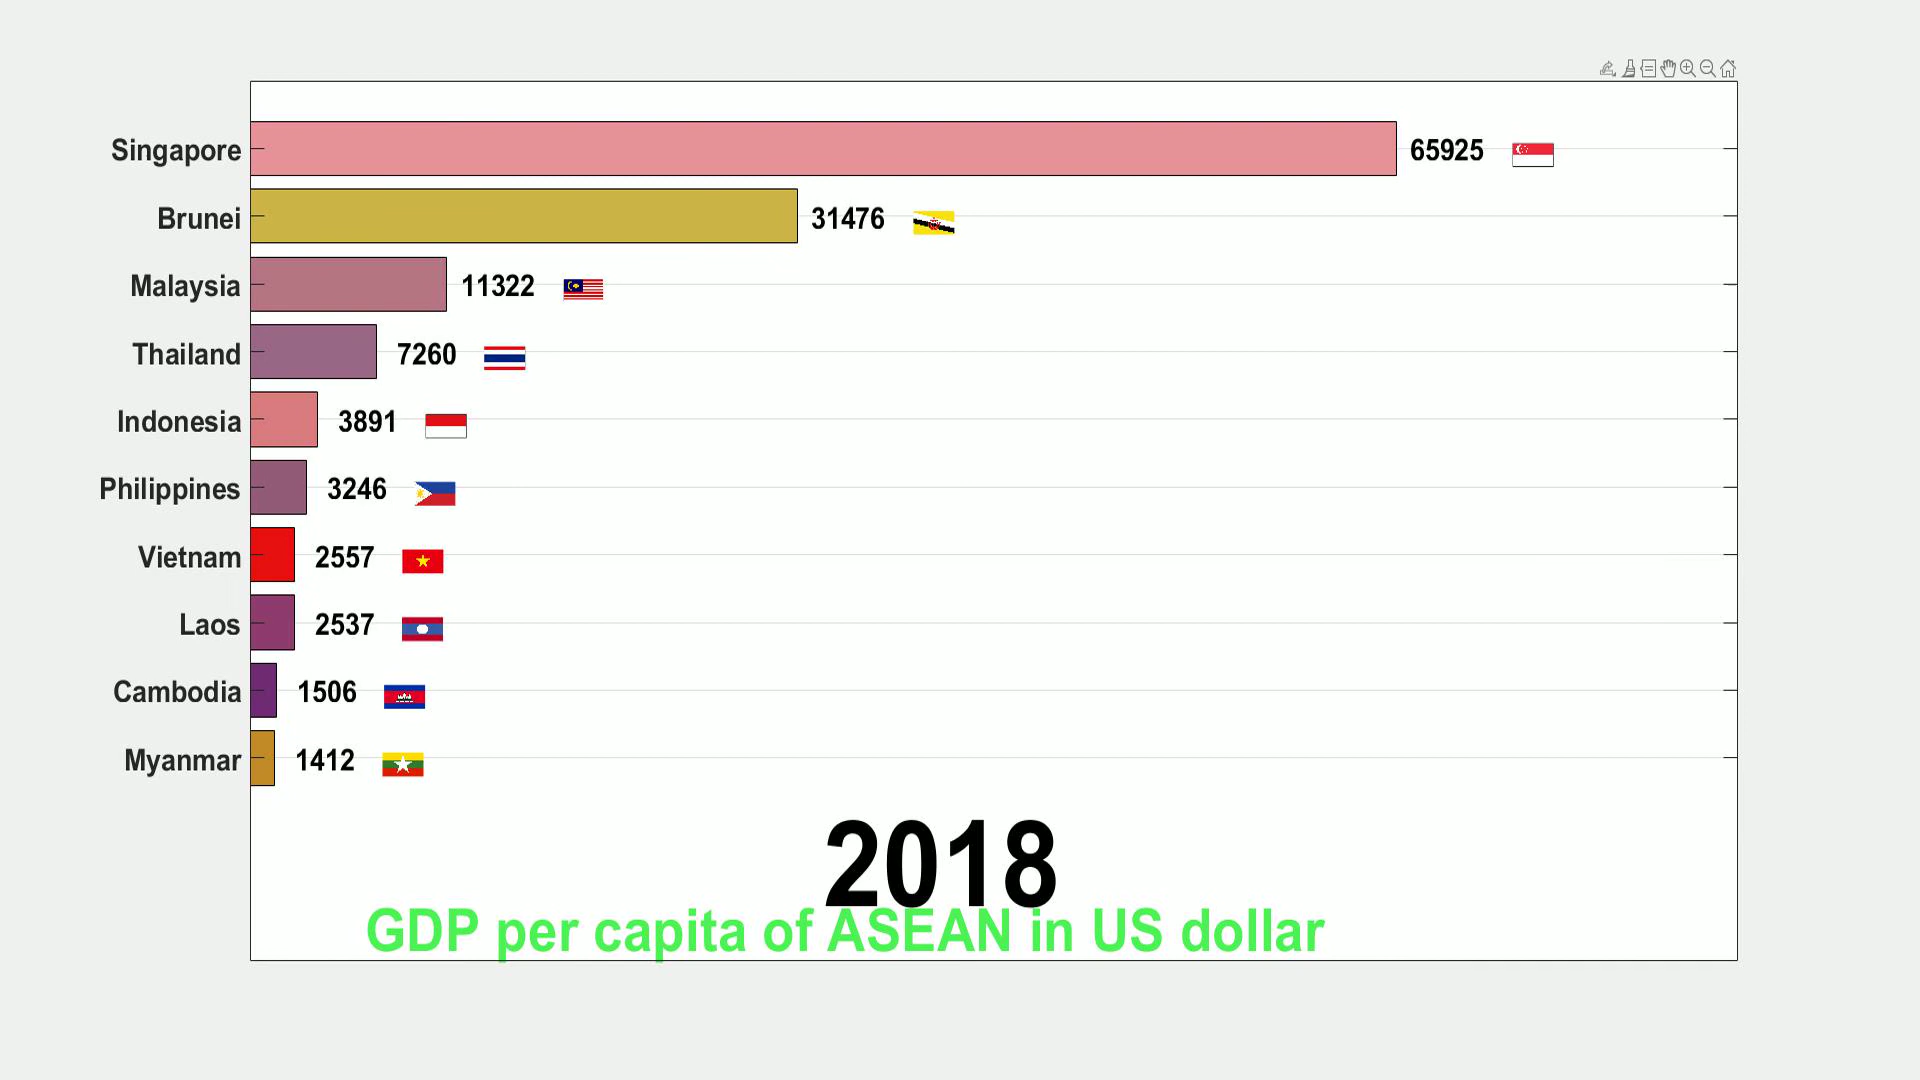 Singapore 65925
Brunei 31476
Malaysia 11322
Thailand 7260
Indonesia 3891
Philippines 3246
Vietnam 2557
Laos 2537
Cambodia 1506
Myanmar 1412
2018
GDP per capita of ASEAN in US dollar